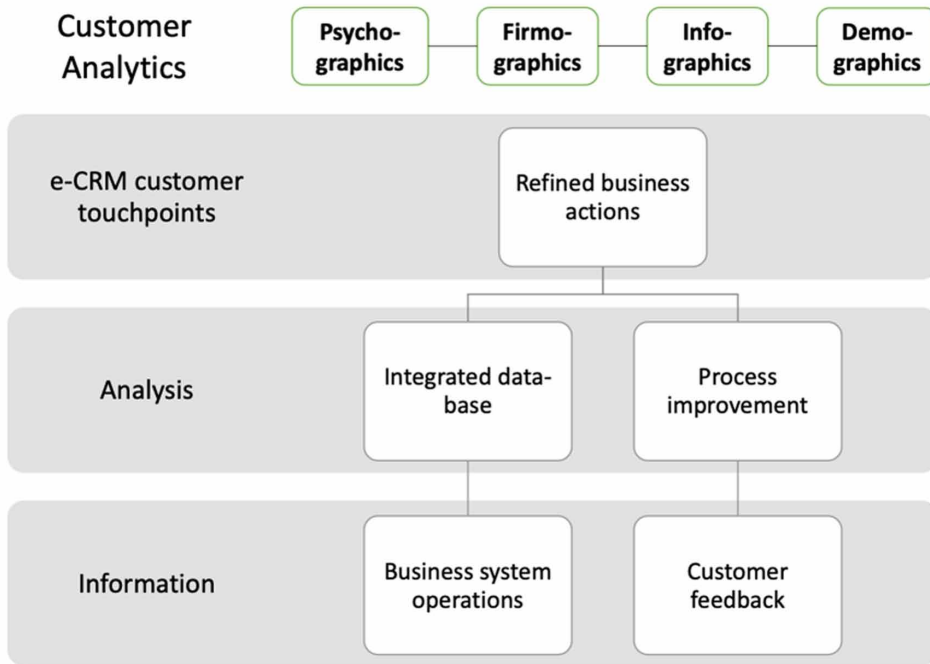 Customer
Analytics
Psycho-
graphics
Firmo-
graphics
Info-
graphics
Demo-
graphics
e-CRM customer
touchpoints
Refined business
actions
Analysis
Integrated data-
base
Process
improvement
Information
Business system
operations
Customer
feedback